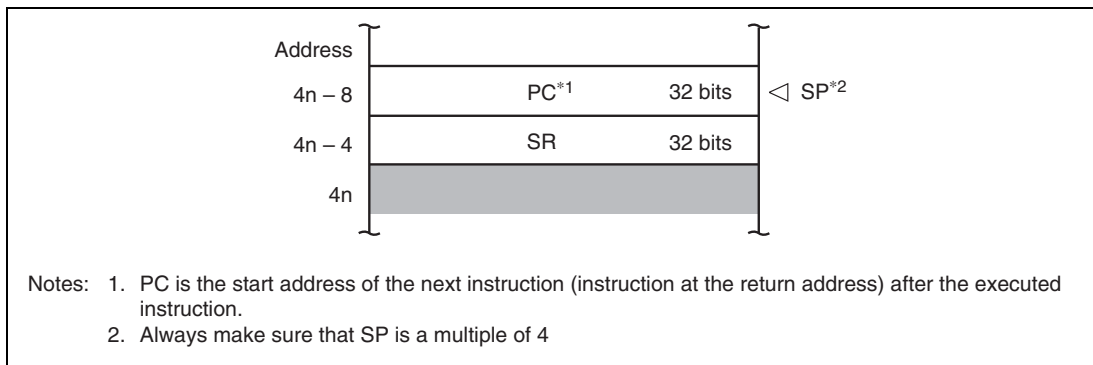 Address
4n – 8 PC*1 32 bits ◁ SP*2
4n – 4 SR 32 bits
4n
Notes: 1. PC is the start address of the next instruction (instruction at the return address) after the executed
instruction.
2. Always make sure that SP is a multiple of 4